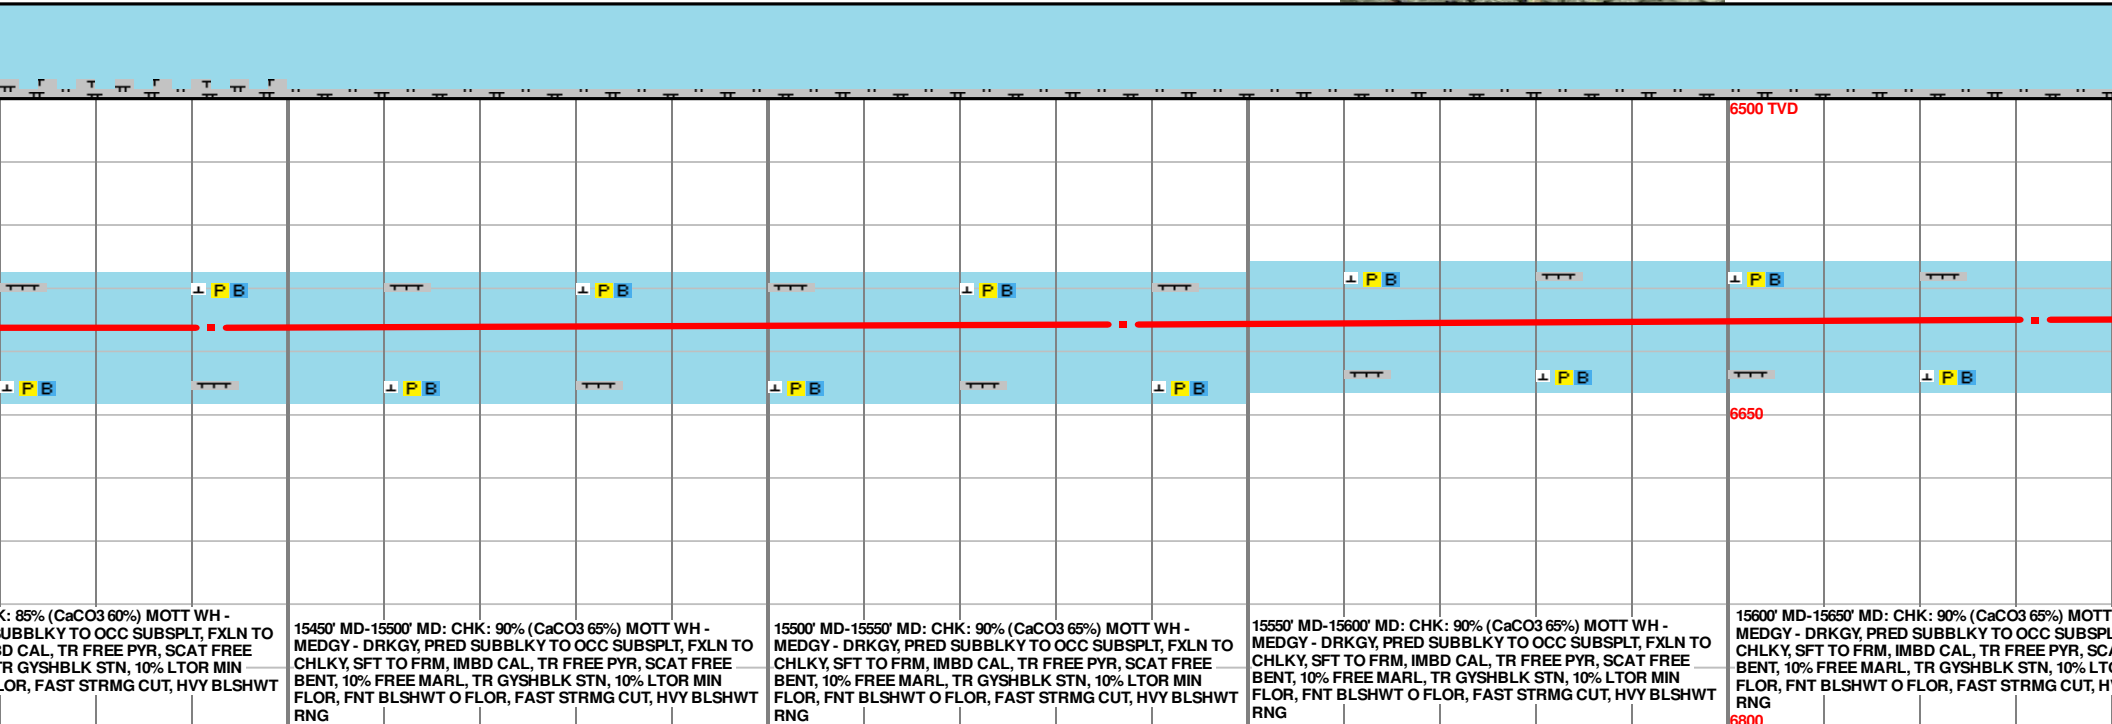 6500 TVD
P B
P B
P B
P B
P B
P B
P B
P B
P B
P B
P B
6650
K: 85% (CaCO3 60%) MOTT WH -
SUBBLKY TO OCC SUBSPLT, FXLN TO
BD CAL, TR FREE PYR, SCAT FREE
TR GYSHBLK STN, 10% LTOR MIN
LOR, FAST STRMG CUT, HVY BLSHWT
15450' MD-15500' MD: CHK: 90% (CaCO3 65%) MOTT WH -
MEDGY - DRKGY, PRED SUBBLKY TO OCC SUBSPLT, FXLN TO
CHLKY, SFT TO FRM, IMBD CAL, TR FREE PYR, SCAT FREE
BENT, 10% FREE MARL, TR GYSHBLK STN, 10% LTOR MIN
FLOR, FNT BLSHWT O FLOR, FAST STRMG CUT, HVY BLSHWT
RNG
15500' MD-15550' MD: CHK: 90% (CaCO3 65%) MOTT WH -
MEDGY - DRKGY, PRED SUBBLKY TO OCC SUBSPLT, FXLN TO
CHLKY, SFT TO FRM, IMBD CAL, TR FREE PYR, SCAT FREE
BENT, 10% FREE MARL, TR GYSHBLK STN, 10% LTOR MIN
FLOR, FNT BLSHWT O FLOR, FAST STRMG CUT, HVY BLSHWT
RNG
15550' MD-15600' MD: CHK: 90% (CaCO3 65%) MOTT WH -
MEDGY - DRKGY, PRED SUBBLKY TO OCC SUBSPLT, FXLN TO
CHLKY, SFT TO FRM, IMBD CAL, TR FREE PYR, SCAT FREE
BENT, 10% FREE MARL, TR GYSHBLK STN, 10% LTOR MIN
FLOR, FNT BLSHWT O FLOR, FAST STRMG CUT, HVY BLSHWT
RNG
15600' MD-15650' MD: CHK: 90% (CaCO3 65%) MOTT
MEDGY - DRKGY, PRED SUBBLKY TO OCC SUBSPL
CHLKY, SFT TO FRM, IMBD CAL, TR FREE PYR, SCA
BENT, 10% FREE MARL, TR GYSHBLK STN, 10% LTO
FLOR, FNT BLSHWT O FLOR, FAST STRMG CUT, H
RNG
6800